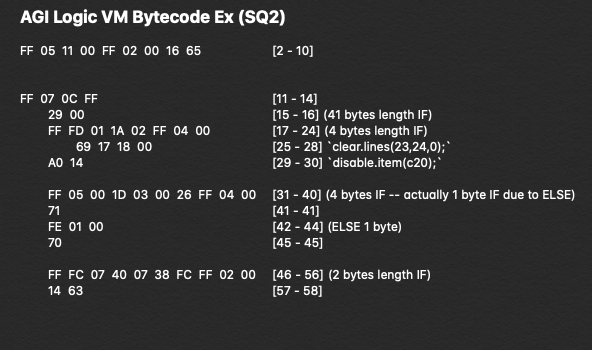 AGI Logic VM Bytecode Ex (SQ2)
FF 05 11 00 FF 02 00 16 65 [2 - 10]
FF 07 0C FF [11 - 14]
29 00 [15 - 16] (41 bytes length IF)
FF FD 01 1A 02 FF 04 00 [17 - 24] (4 bytes length IF)
69 17 18 00 [25 - 28] `clear.lines(23,24,0);`
A0 14 [29 - 30] `disable.item(c20);`
FF 05 00 1D 03 00 26 FF 04 00 [31 - 40] (4 bytes IF -- actually 1 byte IF due to ELSE)
71 [41 - 41]
FE 01 00 [42 - 44] (ELSE 1 byte)
70 [45 - 45]
FF FC 07 40 07 38 FC FF 02 00 [46 - 56] (2 bytes length IF)
14 63 [57 - 58]